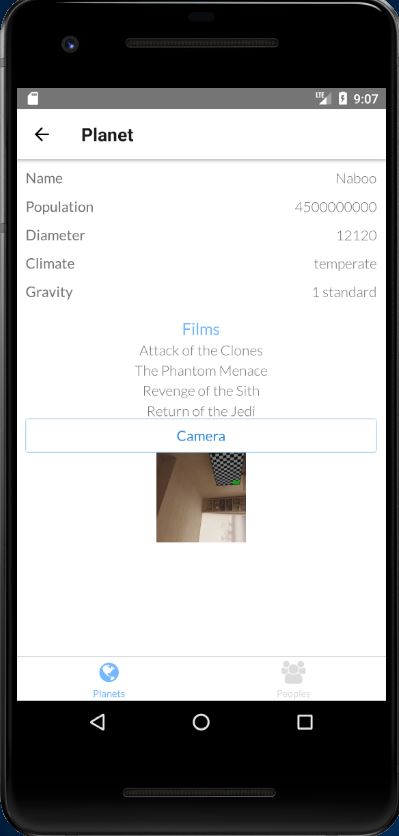 LTE 9:07
Planet
Name Naboo
Population 4500000000
Diameter 12120
Climate temperate
Gravity 1 standard
Films
Attack of the Clones
The Phantom Menace
Revenge of the Sith
Return of the Jedi
Camera
Planets Peoples